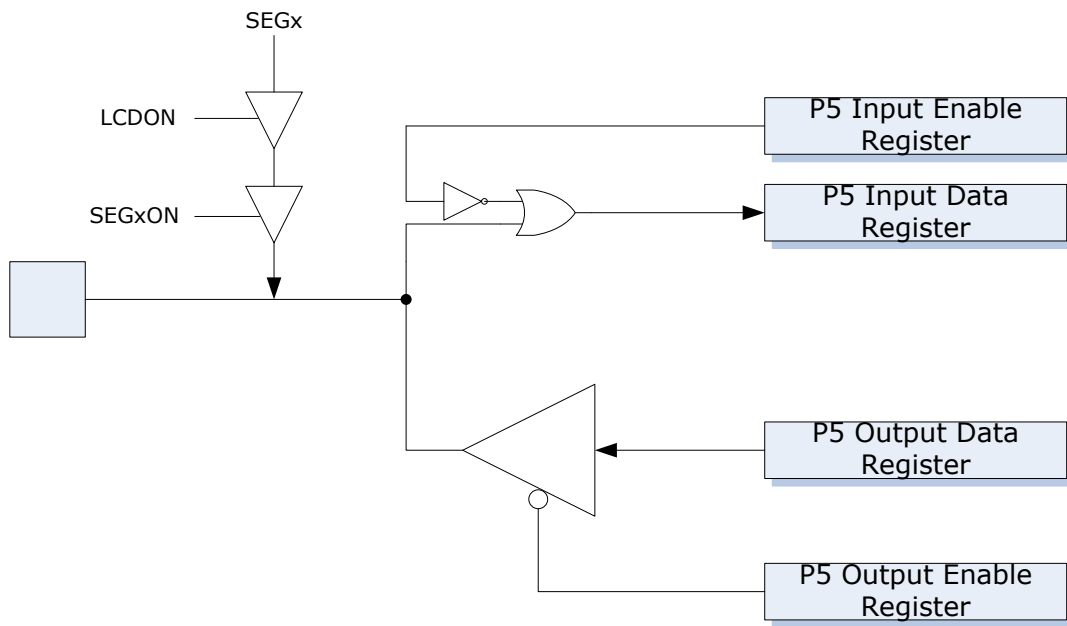 SEGx
LCDON
SEGxON
P5 Input Enable
Register
P5 Input Data
Register
P5 Output Data
Register
P5 Output Enable
Register